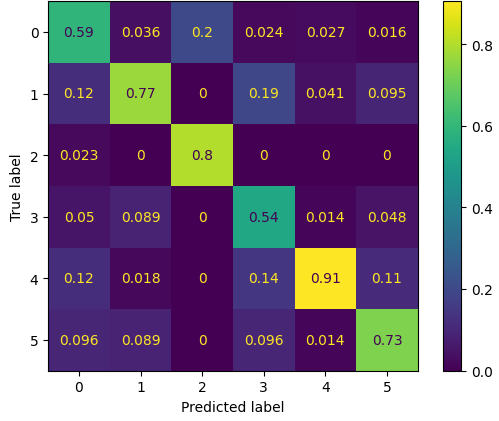 0 0.59 0.036 0.2 0.024 0.027 0.016
1 0.12 0.77 0 0.19 0.041 0.095
2 0.023 0 0.8 0 0 0
3 0.05 0.089 0 0.54 0.014 0.048
4 0.12 0.018 0 0.14 0.91 0.11
5 0.096 0.089 0 0.096 0.014 0.73
0 1 2 3 4 5
Predicted label
True label
0.8
0.6
0.4
0.2
0.0